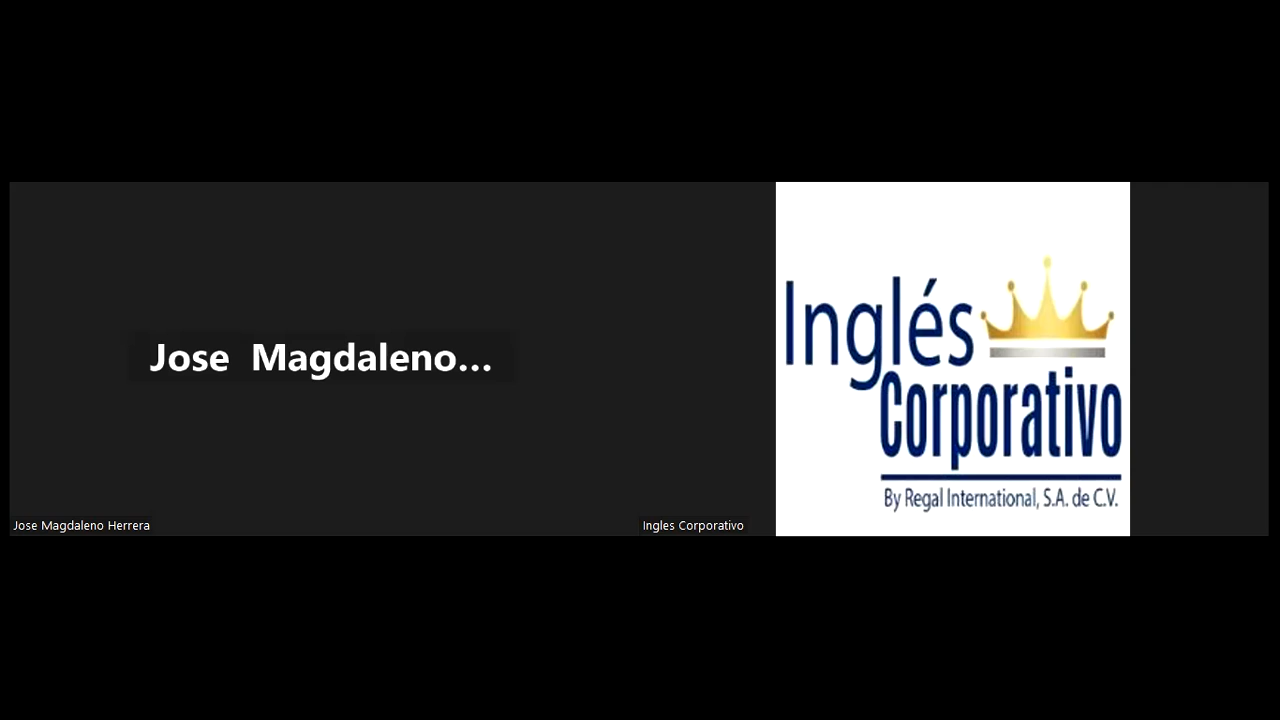 Jose Magdaleno...
Jose Magdaleno Herrera
Inglés
Corporativo
By Regal International, S.A. de C.V.
Ingles Corporativo